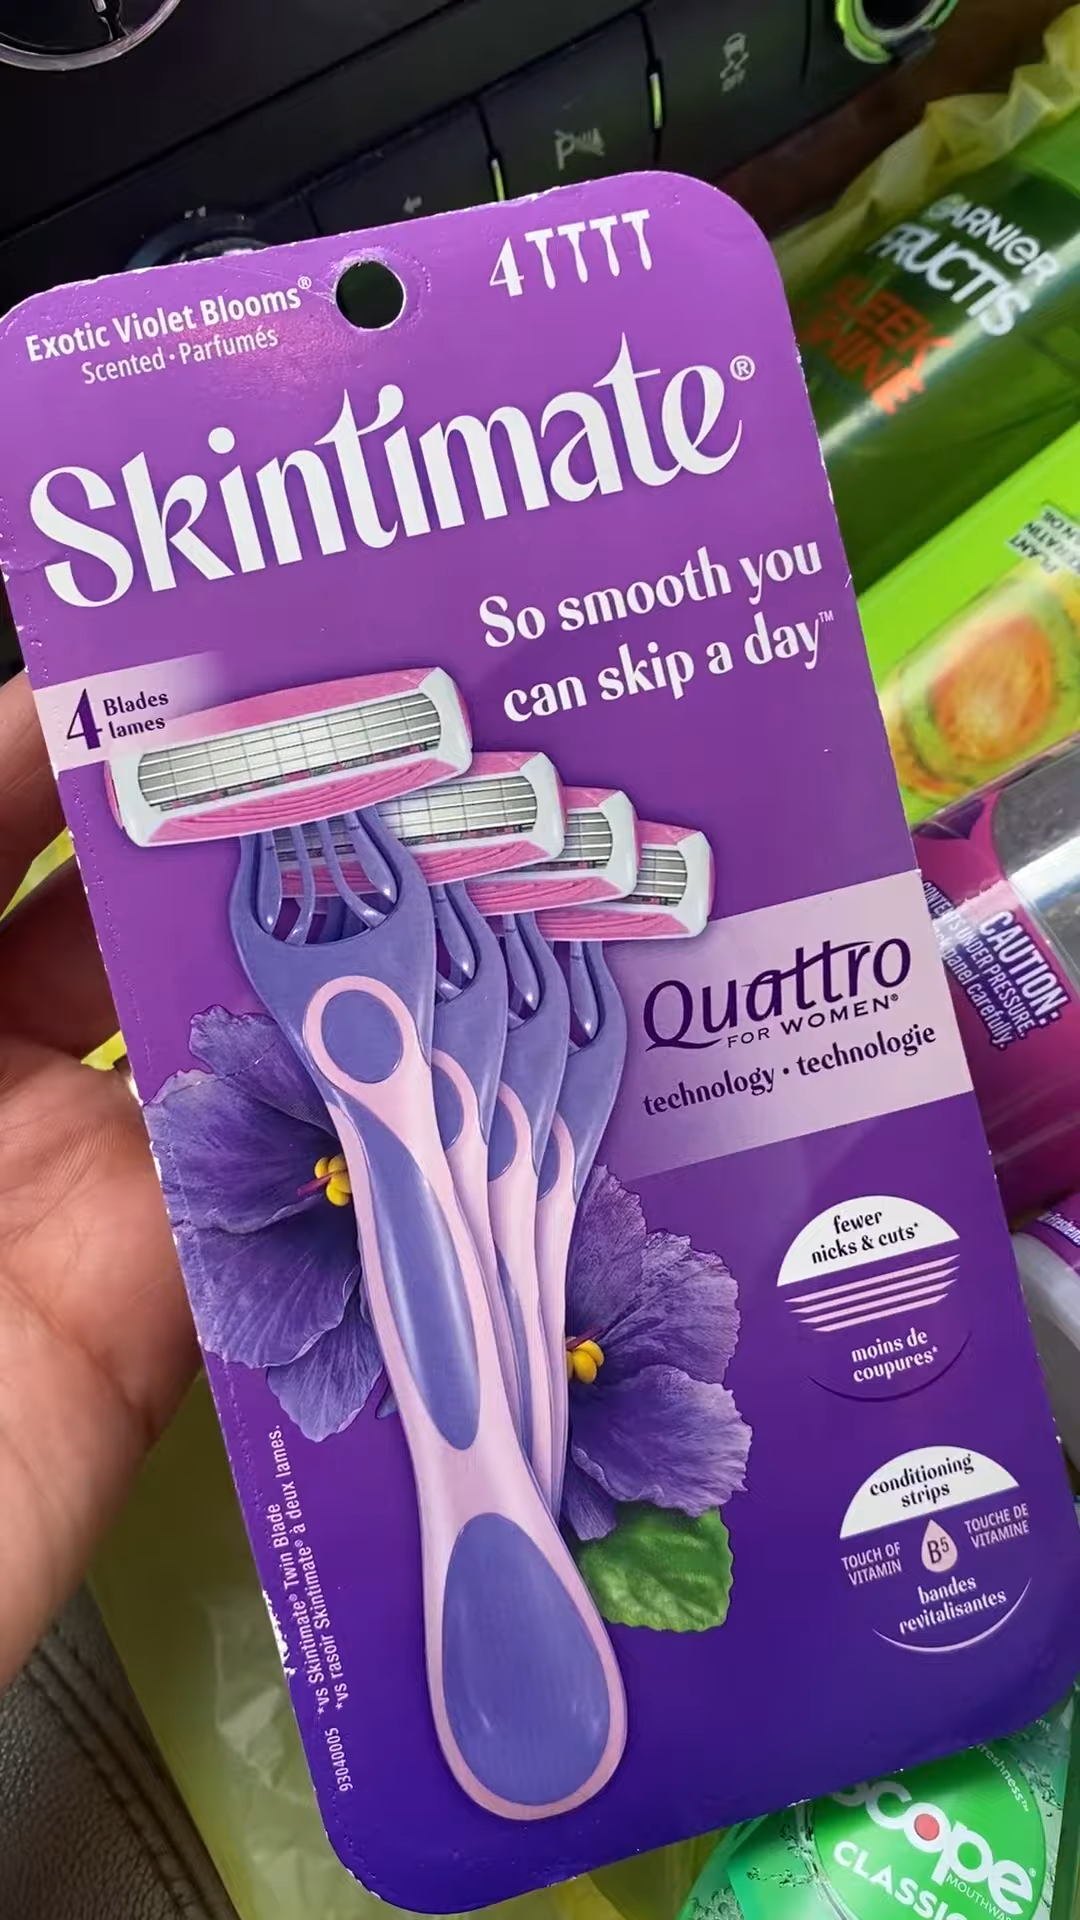 Exotic Violet Blooms®
Scented • Parfumés
4
Skintimate®
So smooth you
can skip a day™
4 Blades
lames
Quattro
FOR WOMEN®
technology • technologie
fewer
nicks & cuts*
moins de
coupures*
conditioning
strips
TOUCH OF
VITAMIN
B5
TOUCHE DE
VITAMINE
bandes
revitalisantes
*vs Skintimate® Twin Blade
*vs rasoir Skintimate® à deux lames.
93040005
GARNIER
FRUCTIS
SLEEK
SHINE
PLANT
CAUTION:
CONTENTS UNDER PRESSURE.
panel carefully.
scope®
MOUTHWASH
CLASSIC
OFF